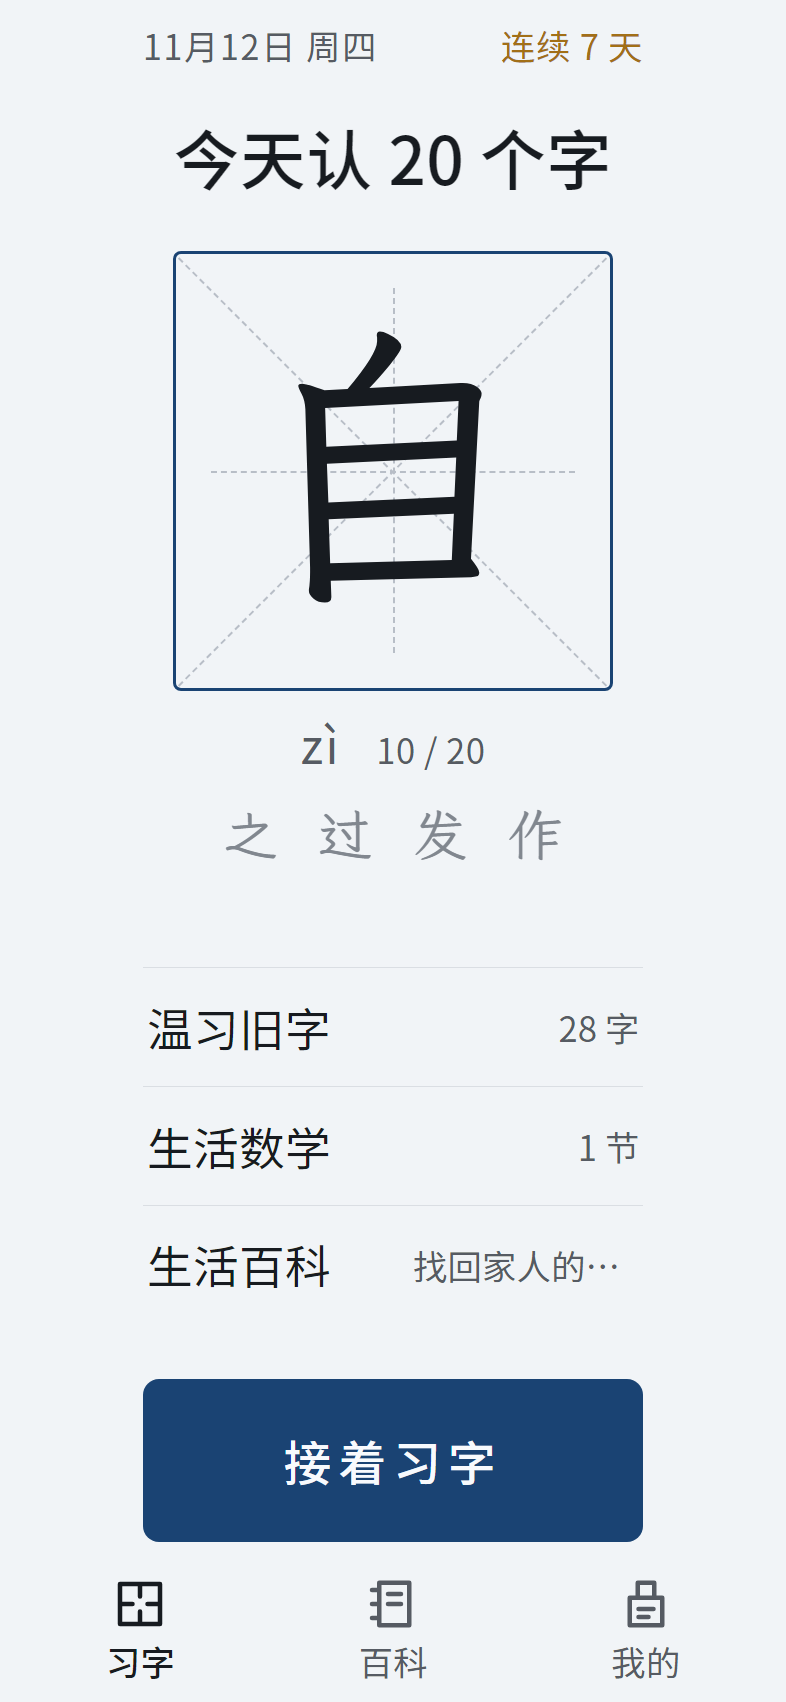 11月12日 周四 连续 7 天
今天认 20 个字
自
zì 10 / 20
之 过 发 作
温习旧字 28 字
生活数学 1 节
生活百科 找回家人的…
接着习字
习字 百科 我的